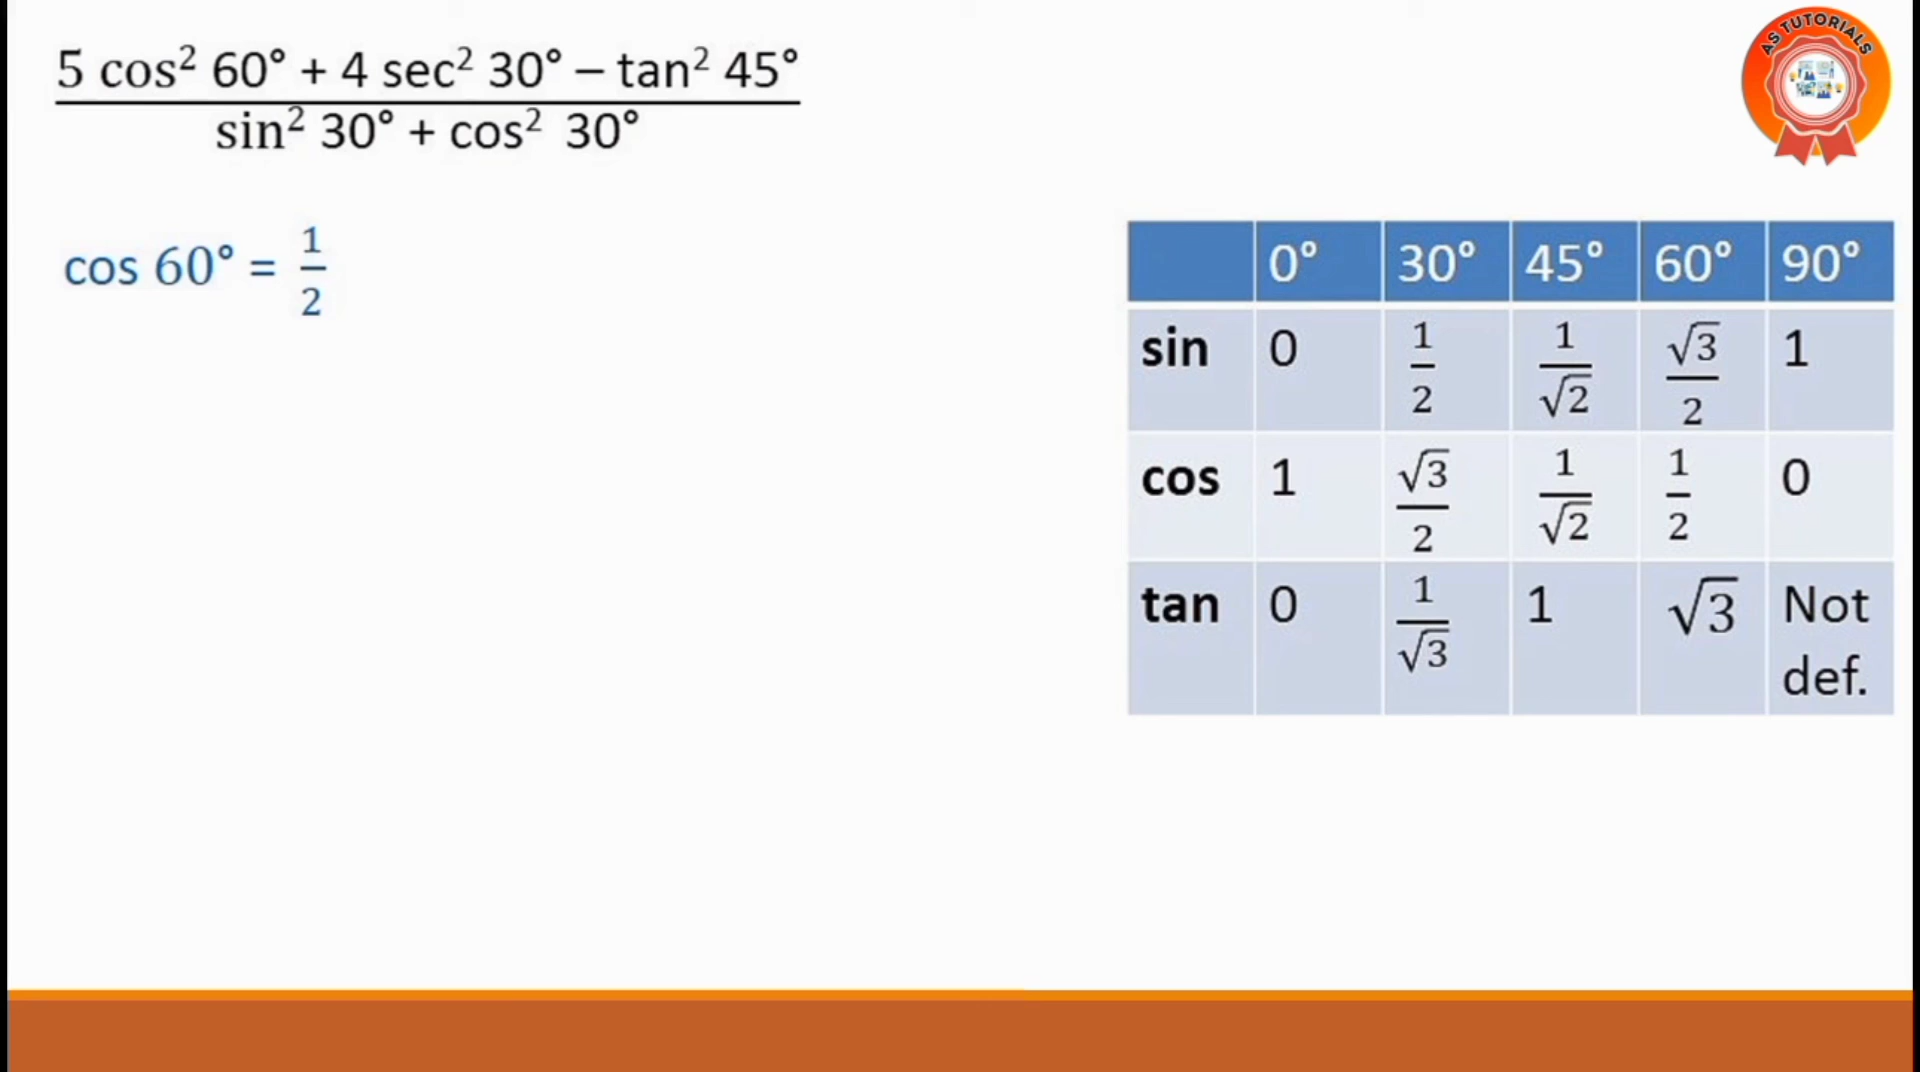 5 cos² 60° + 4 sec² 30° – tan² 45°
sin² 30° + cos² 30°
AS TUTORIALS
cos 60° = 1/2
0° 30° 45° 60° 90°
sin 0 1/2 1/√2 √3/2 1
cos 1 √3/2 1/√2 1/2 0
tan 0 1/√3 1 √3 Not def.